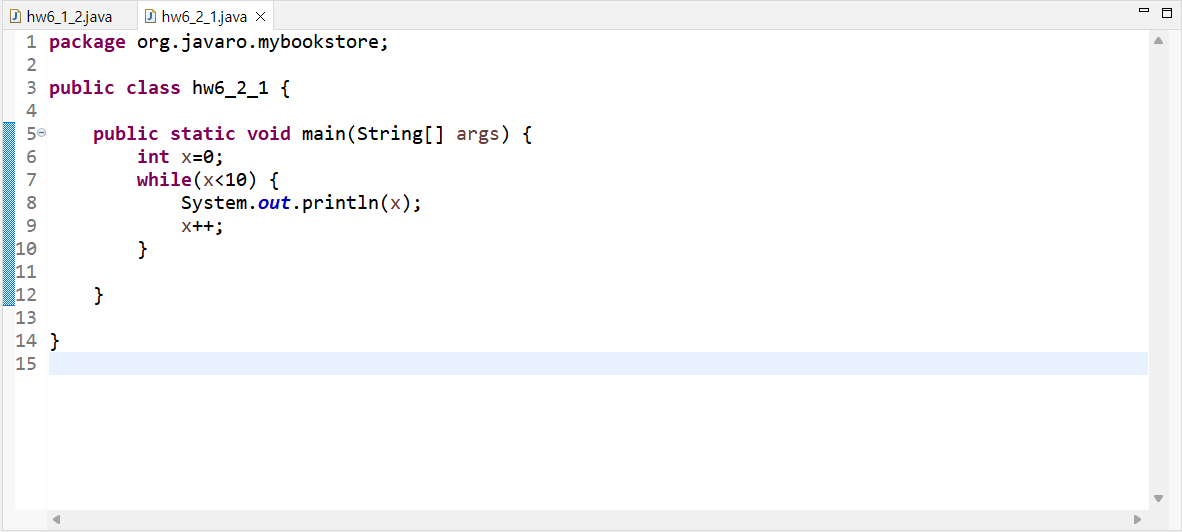 hw6_1_2.java hw6_2_1.java
1 package org.javaro.mybookstore;
2
3 public class hw6_2_1 {
4
5 public static void main(String[] args) {
6 int x=0;
7 while(x<10) {
8 System.out.println(x);
9 x++;
10 }
11
12 }
13
14 }
15